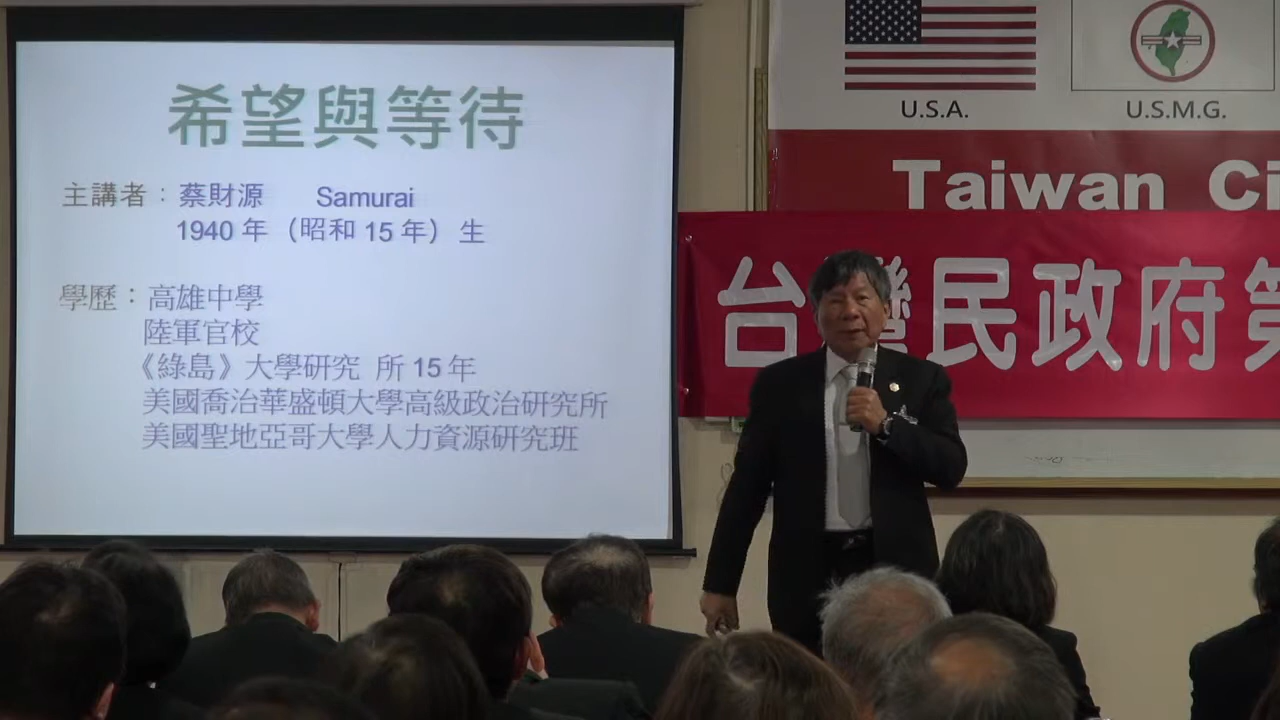 希望與等待
主講者：蔡財源 Samurai
1940 年（昭和 15 年）生
學歷：高雄中學
陸軍官校
《綠島》大學研究 所 15 年
美國喬治華盛頓大學高級政治研究所
美國聖地亞哥大學人力資源研究班
U.S.A.
U.S.M.G.
Taiwan Ci
台灣民政府第